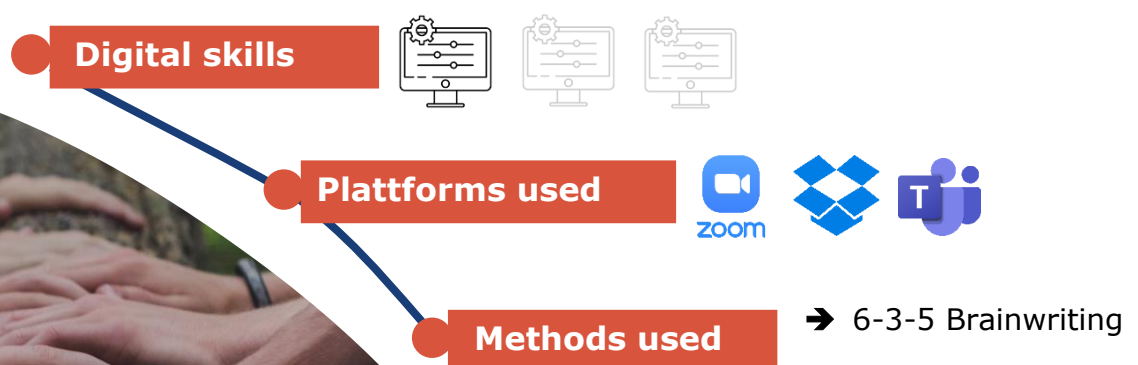 Digital skills
Plattforms used
zoom
T
Methods used
➔ 6-3-5 Brainwriting